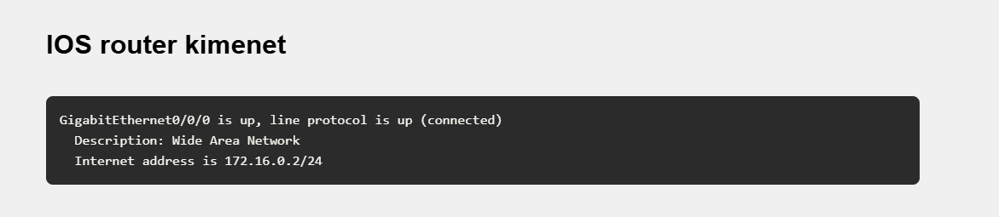 IOS router kimenet
GigabitEthernet0/0/0 is up, line protocol is up (connected)
Description: Wide Area Network
Internet address is 172.16.0.2/24